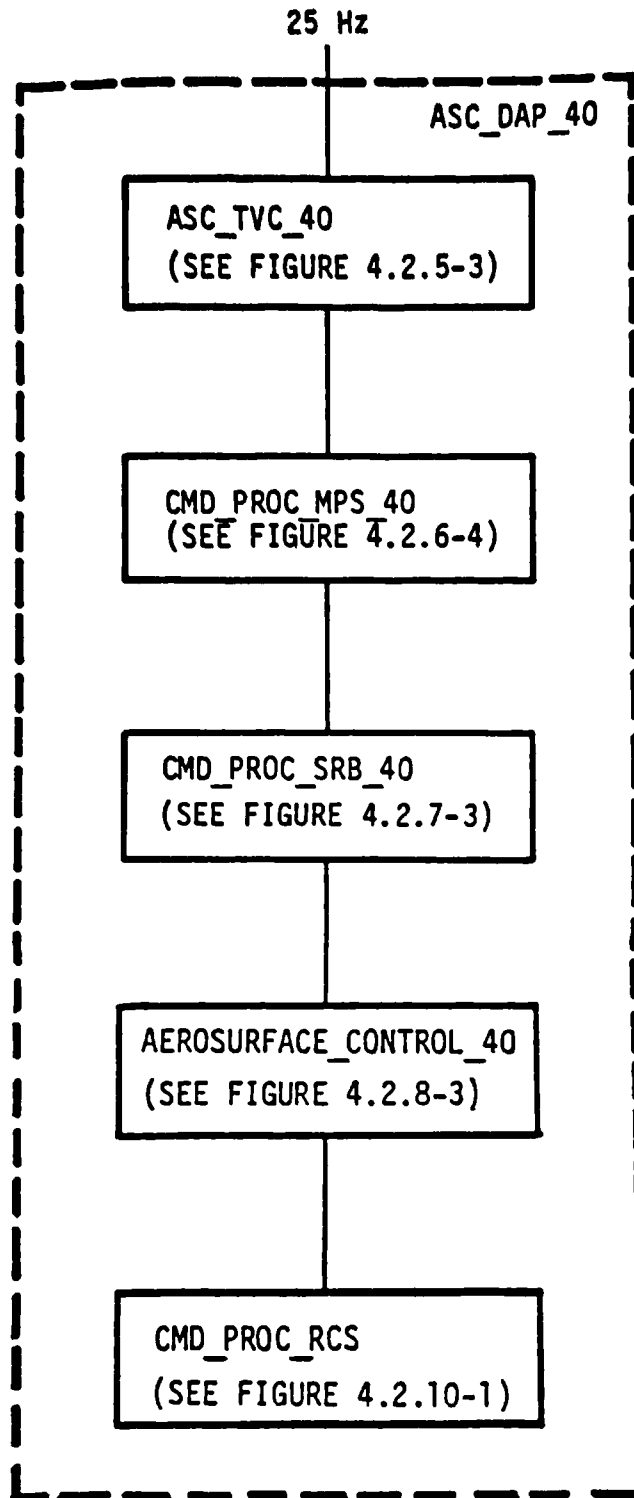 25 Hz
ASC_DAP_40
ASC_TVC_40
(SEE FIGURE 4.2.5-3)
CMD_PROC_MPS_40
(SEE FIGURE 4.2.6-4)
CMD_PROC_SRB_40
(SEE FIGURE 4.2.7-3)
AEROSURFACE_CONTROL_40
(SEE FIGURE 4.2.8-3)
CMD_PROC_RCS
(SEE FIGURE 4.2.10-1)